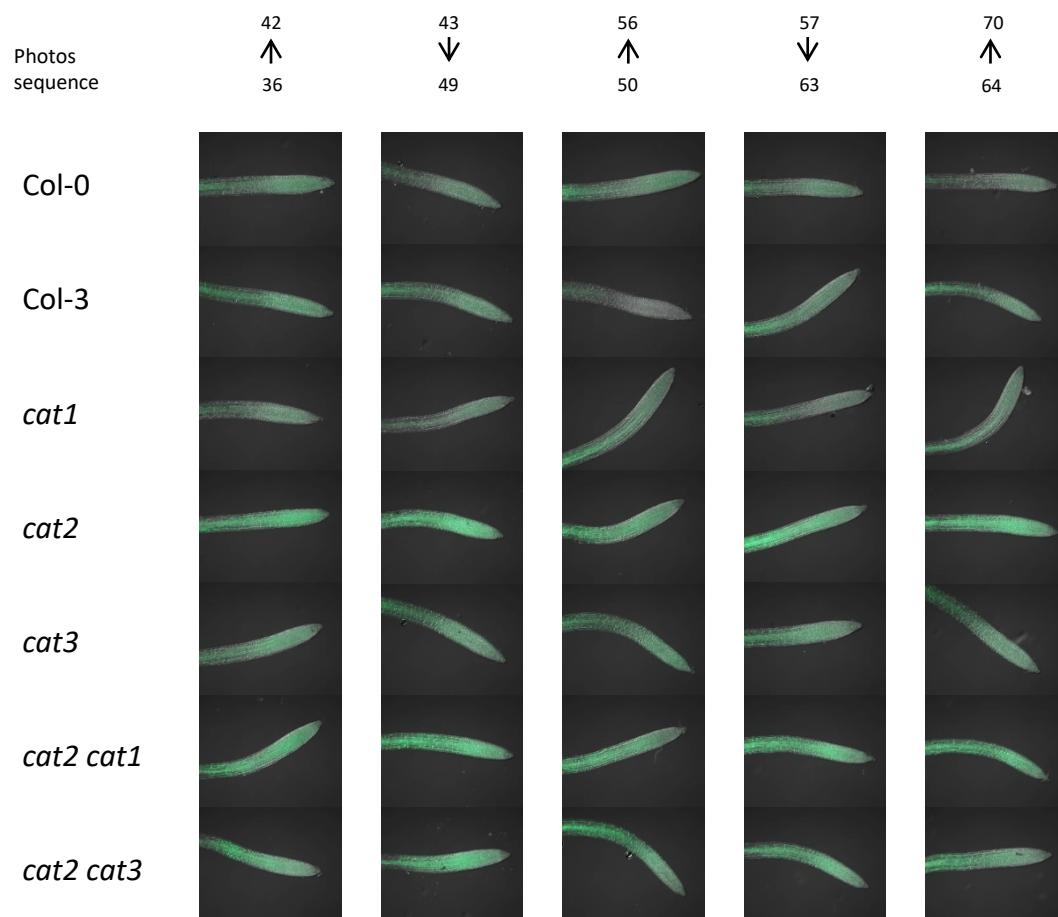 42 43 56 57 70
Photos
sequence
36 49 50 63 64
Col-0
Col-3
cat1
cat2
cat3
cat2 cat1
cat2 cat3